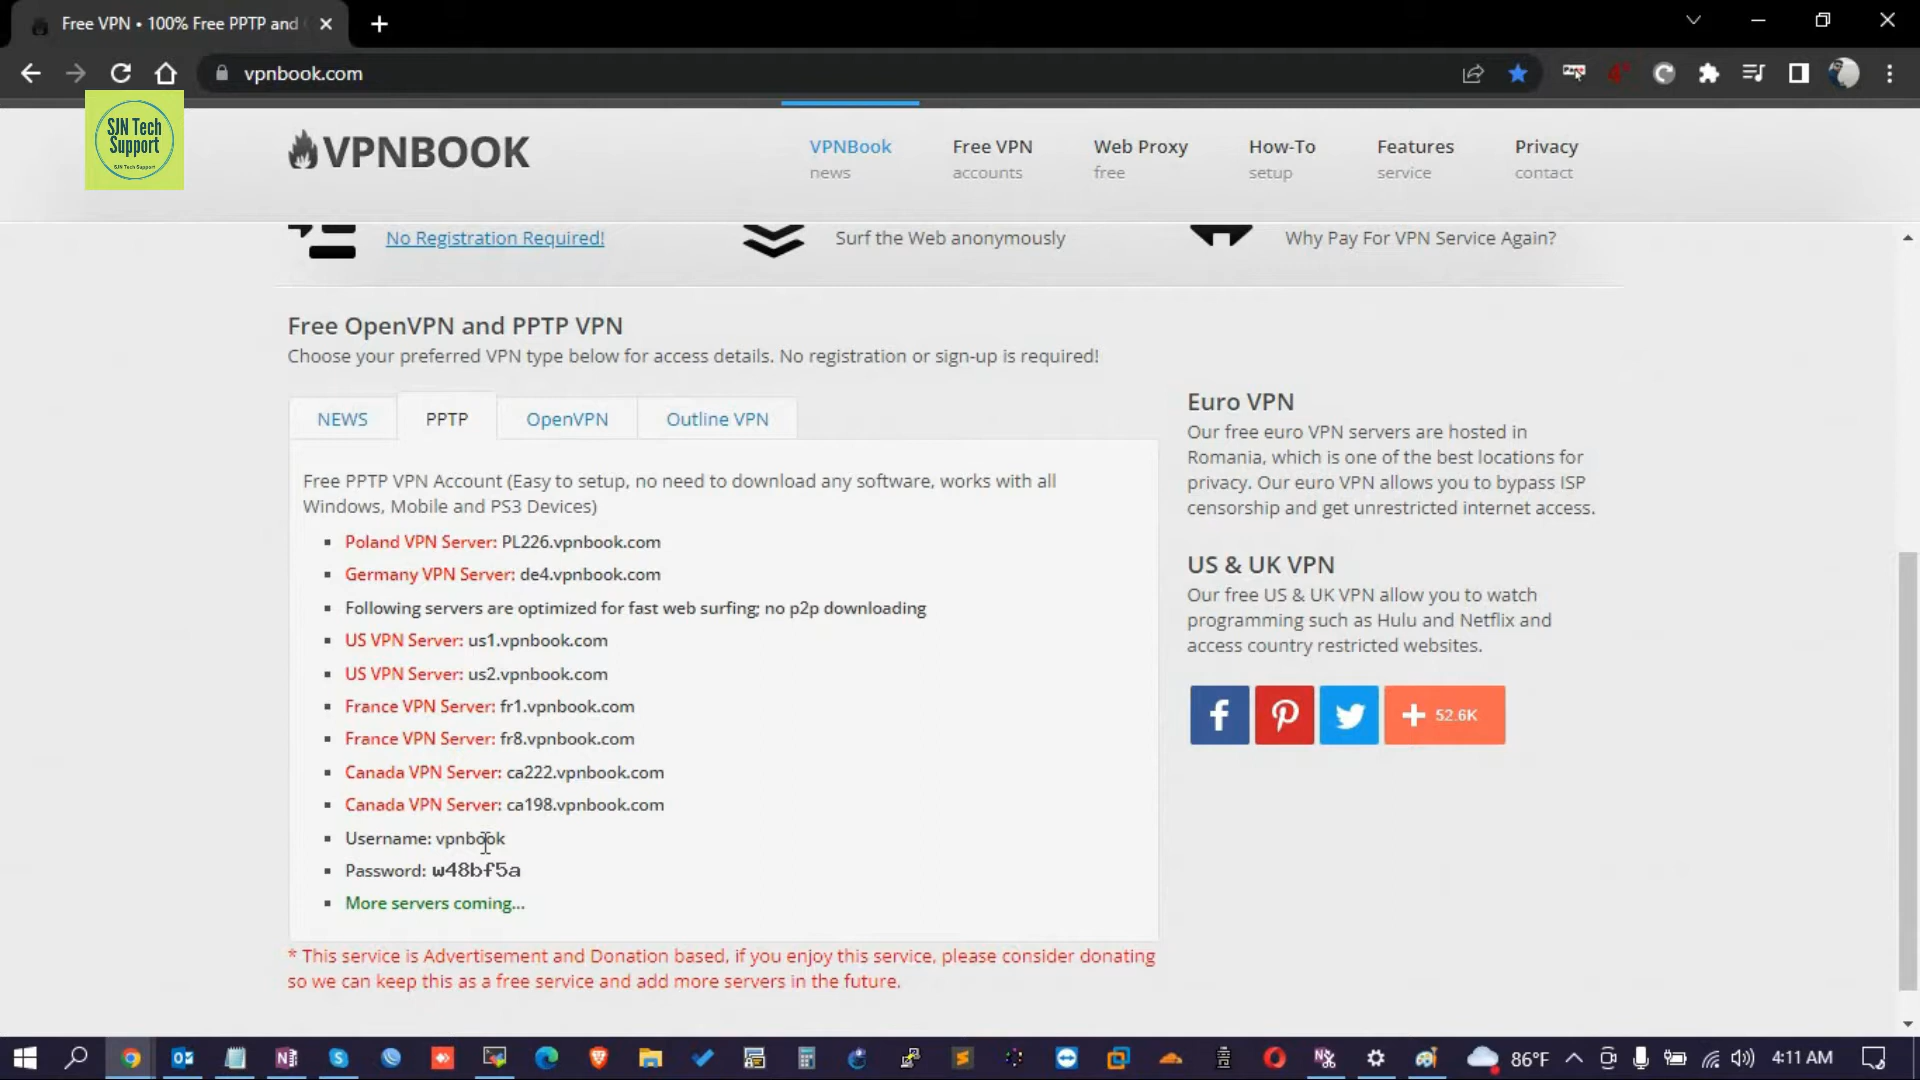 Free VPN • 100% Free PPTP and
vpnbook.com
SJN Tech
Support
SJN Tech Support
VPNBOOK
VPNBook
news
Free VPN
accounts
Web Proxy
free
How-To
setup
Features
service
Privacy
contact
No Registration Required!
Surf the Web anonymously
Why Pay For VPN Service Again?
Free OpenVPN and PPTP VPN
Choose your preferred VPN type below for access details. No registration or sign-up is required!
NEWS
PPTP
OpenVPN
Outline VPN
Free PPTP VPN Account (Easy to setup, no need to download any software, works with all
Windows, Mobile and PS3 Devices)
Poland VPN Server: PL226.vpnbook.com
Germany VPN Server: de4.vpnbook.com
Following servers are optimized for fast web surfing; no p2p downloading
US VPN Server: us1.vpnbook.com
US VPN Server: us2.vpnbook.com
France VPN Server: fr1.vpnbook.com
France VPN Server: fr8.vpnbook.com
Canada VPN Server: ca222.vpnbook.com
Canada VPN Server: ca198.vpnbook.com
Username: vpnbook
Password: w48bf5a
More servers coming...
* This service is Advertisement and Donation based, if you enjoy this service, please consider donating
so we can keep this as a free service and add more servers in the future.
Euro VPN
Our free euro VPN servers are hosted in
Romania, which is one of the best locations for
privacy. Our euro VPN allows you to bypass ISP
censorship and get unrestricted internet access.
US & UK VPN
Our free US & UK VPN allow you to watch
programming such as Hulu and Netflix and
access country restricted websites.
52.6K
86°F
4:11 AM